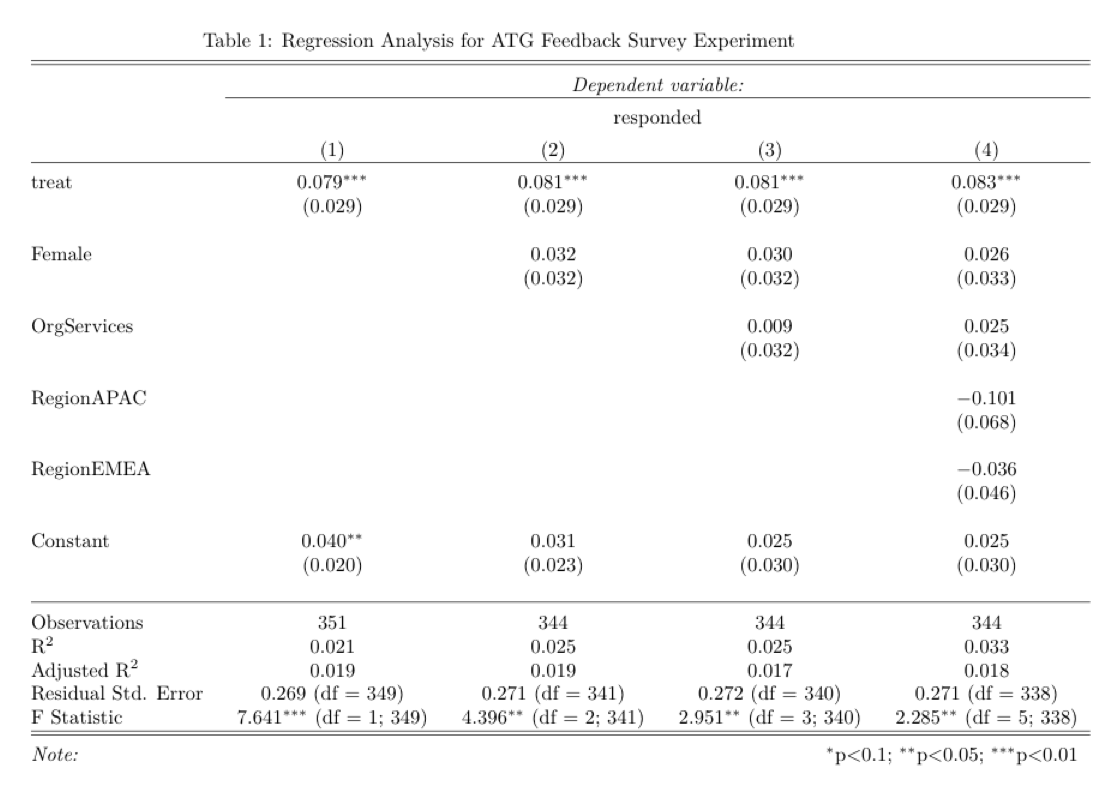 Table 1: Regression Analysis for ATG Feedback Survey Experiment
Dependent variable:
responded
(1) (2) (3) (4)
treat 0.079*** 0.081*** 0.081*** 0.083***
(0.029) (0.029) (0.029) (0.029)
Female 0.032 0.030 0.026
(0.032) (0.032) (0.033)
OrgServices 0.009 0.025
(0.032) (0.034)
RegionAPAC −0.101
(0.068)
RegionEMEA −0.036
(0.046)
Constant 0.040** 0.031 0.025 0.025
(0.020) (0.023) (0.030) (0.030)
Observations 351 344 344 344
R² 0.021 0.025 0.025 0.033
Adjusted R² 0.019 0.019 0.017 0.018
Residual Std. Error 0.269 (df = 349) 0.271 (df = 341) 0.272 (df = 340) 0.271 (df = 338)
F Statistic 7.641*** (df = 1; 349) 4.396** (df = 2; 341) 2.951** (df = 3; 340) 2.285** (df = 5; 338)
Note: *p<0.1; **p<0.05; ***p<0.01